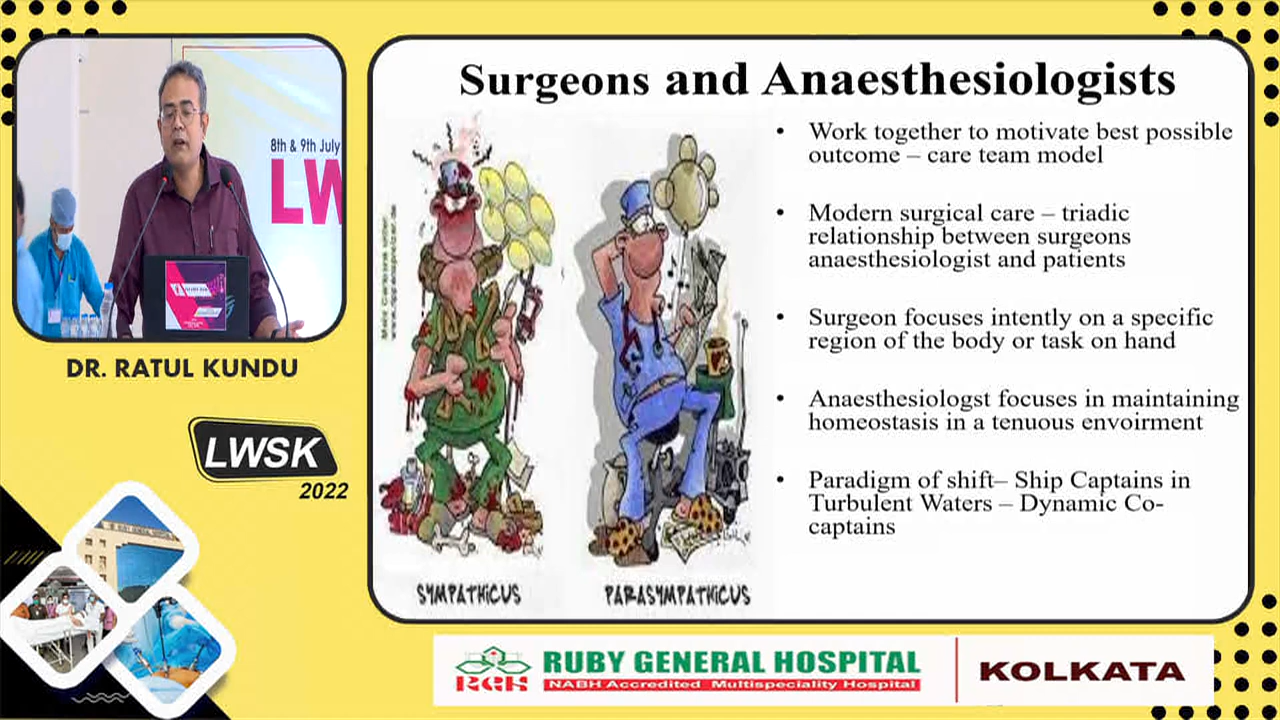 8th & 9th July
LW
DR. RATUL KUNDU
LWSK
2022
Surgeons and Anaesthesiologists
• Work together to motivate best possible
outcome – care team model
• Modern surgical care – triadic
relationship between surgeons
anaesthesiologist and patients
• Surgeon focuses intently on a specific
region of the body or task on hand
• Anaesthesiologst focuses in maintaining
homeostasis in a tenuous envoirment
• Paradigm of shift– Ship Captains in
Turbulent Waters – Dynamic Co-
captains
SYMPATHiCUS
PARASYMPATHiCUS
RGH
RUBY GENERAL HOSPITAL
NABH Accredited Multispeciality Hospital
KOLKATA